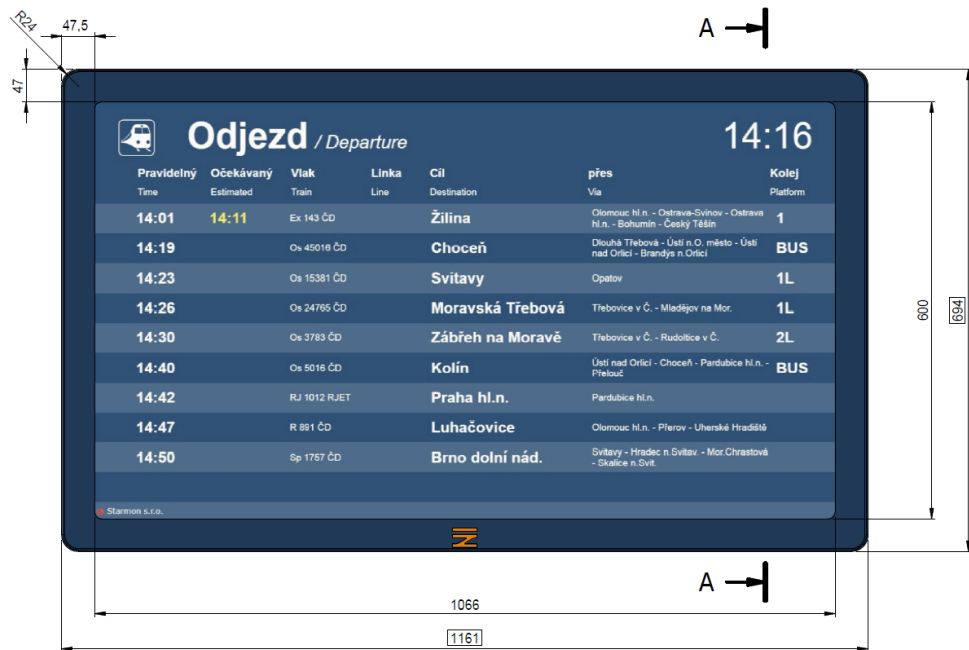 R24
47,5
A
47
Odjezd / Departure
14:16
Pravidelný Očekávaný Vlak Linka Cíl přes Kolej
Time Estimated Train Line Destination Via Platform
14:01 14:11 Ex 143 ČD Žilina Olomouc hl.n. - Ostrava-Svinov - Ostrava 1
hl.n. - Bohumín - Český Těšín
14:19 Os 45016 ČD Choceň Dlouhá Třebová - Ústí n.O. město - Ústí BUS
nad Orlicí - Brandýs n.Orlicí
14:23 Os 15381 ČD Svitavy Opatov 1L
14:26 Os 24765 ČD Moravská Třebová Třebovice v Č. - Mladějov na Mor. 1L
14:30 Os 3783 ČD Zábřeh na Moravě Třebovice v Č. - Rudoltice v Č. 2L
14:40 Os 5016 ČD Kolín Ústí nad Orlicí - Choceň - Pardubice hl.n. - BUS
Přelouč
14:42 RJ 1012 RJET Praha hl.n. Pardubice hl.n.
14:47 R 891 ČD Luhačovice Olomouc hl.n. - Přerov - Uherské Hradiště
14:50 Sp 1757 ČD Brno dolní nád. Svitavy - Hradec n.Svitav. - Mor.Chrastová
- Skalice n.Svit.
Starmon s.r.o.
600
694
A
1066
1161